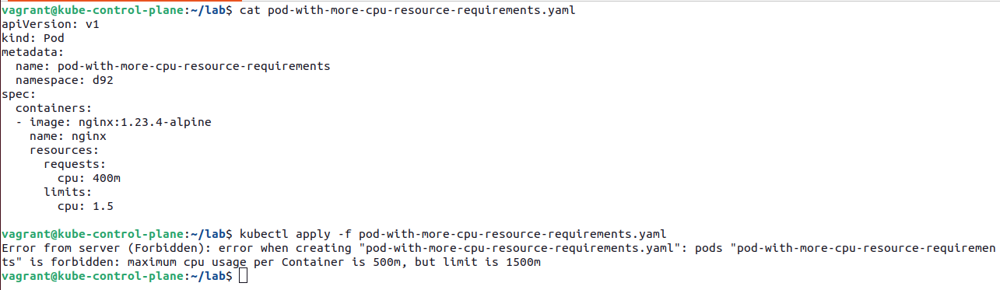 vagrant@kube-control-plane:~/lab$ cat pod-with-more-cpu-resource-requirements.yaml
apiVersion: v1
kind: Pod
metadata:
  name: pod-with-more-cpu-resource-requirements
  namespace: d92
spec:
  containers:
  - image: nginx:1.23.4-alpine
    name: nginx
    resources:
      requests:
        cpu: 400m
      limits:
        cpu: 1.5
vagrant@kube-control-plane:~/lab$ kubectl apply -f pod-with-more-cpu-resource-requirements.yaml
Error from server (Forbidden): error when creating "pod-with-more-cpu-resource-requirements.yaml": pods "pod-with-more-cpu-resource-requiremen
ts" is forbidden: maximum cpu usage per Container is 500m, but limit is 1500m
vagrant@kube-control-plane:~/lab$